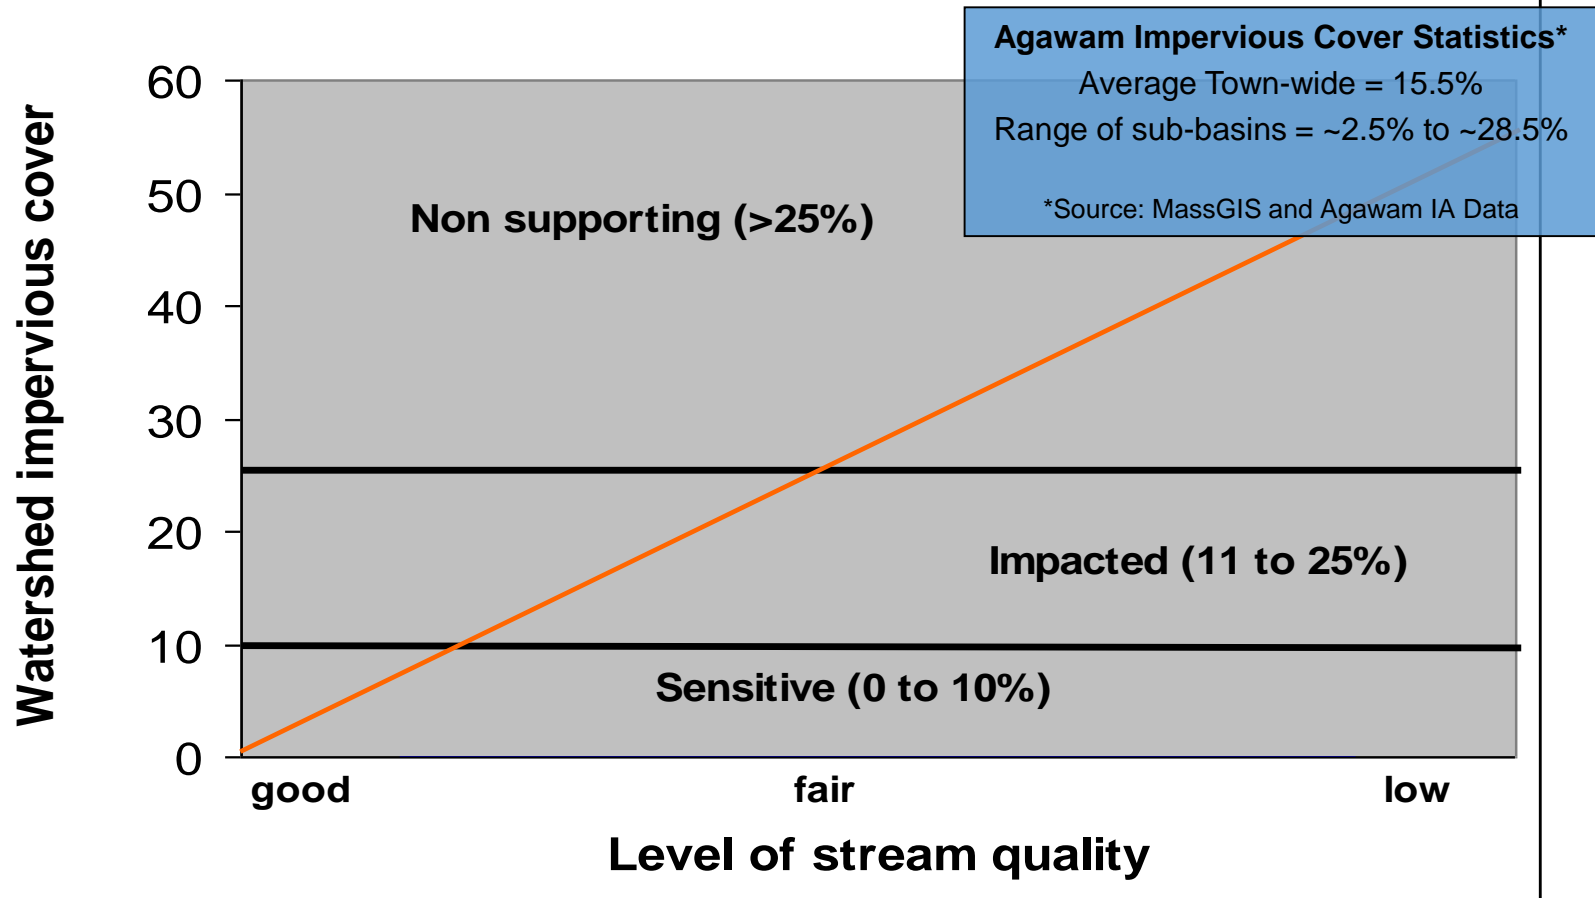 Agawam Impervious Cover Statistics*
Average Town-wide = 15.5%
Range of sub-basins = ~2.5% to ~28.5%
*Source: MassGIS and Agawam IA Data
Watershed impervious cover
60
50
40
30
20
10
0
Non supporting (>25%)
Impacted (11 to 25%)
Sensitive (0 to 10%)
good fair low
Level of stream quality